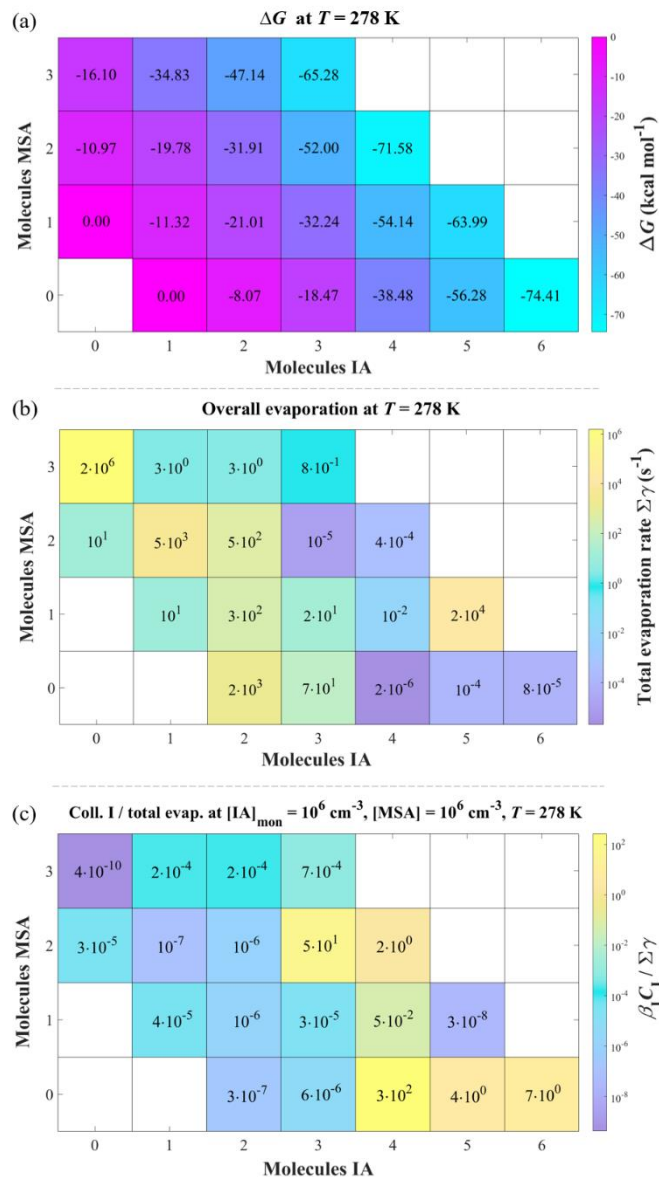 (a)
ΔG at T = 278 K
Molecules MSA
3 -16.10 -34.83 -47.14 -65.28
2 -10.97 -19.78 -31.91 -52.00 -71.58
1 0.00 -11.32 -21.01 -32.24 -54.14 -63.99
0 0.00 -8.07 -18.47 -38.48 -56.28 -74.41
0 1 2 3 4 5 6
Molecules IA
0
-10
-20
-30
-40
-50
-60
-70
ΔG (kcal mol⁻¹)
(b)
Overall evaporation at T = 278 K
Molecules MSA
3 2·10⁶ 3·10⁰ 3·10⁰ 8·10⁻¹
2 10¹ 5·10³ 5·10² 10⁻⁵ 4·10⁻⁴
1 10¹ 3·10² 2·10¹ 10⁻² 2·10⁴
0 2·10³ 7·10¹ 2·10⁻⁶ 10⁻⁴ 8·10⁻⁵
0 1 2 3 4 5 6
Molecules IA
10⁶
10⁴
10²
10⁰
10⁻²
10⁻⁴
Total evaporation rate Σγ (s⁻¹)
(c)
Coll. I / total evap. at [IA]mon = 10⁶ cm⁻³, [MSA] = 10⁶ cm⁻³, T = 278 K
Molecules MSA
3 4·10⁻¹⁰ 2·10⁻⁴ 2·10⁻⁴ 7·10⁻⁴
2 3·10⁻⁵ 10⁻⁷ 10⁻⁶ 5·10¹ 2·10⁰
1 4·10⁻⁵ 10⁻⁶ 3·10⁻⁵ 5·10⁻² 3·10⁻⁸
0 3·10⁻⁷ 6·10⁻⁶ 3·10² 4·10⁰ 7·10⁰
0 1 2 3 4 5 6
Molecules IA
10²
10⁰
10⁻²
10⁻⁴
10⁻⁶
10⁻⁸
β_I C_I / Σγ